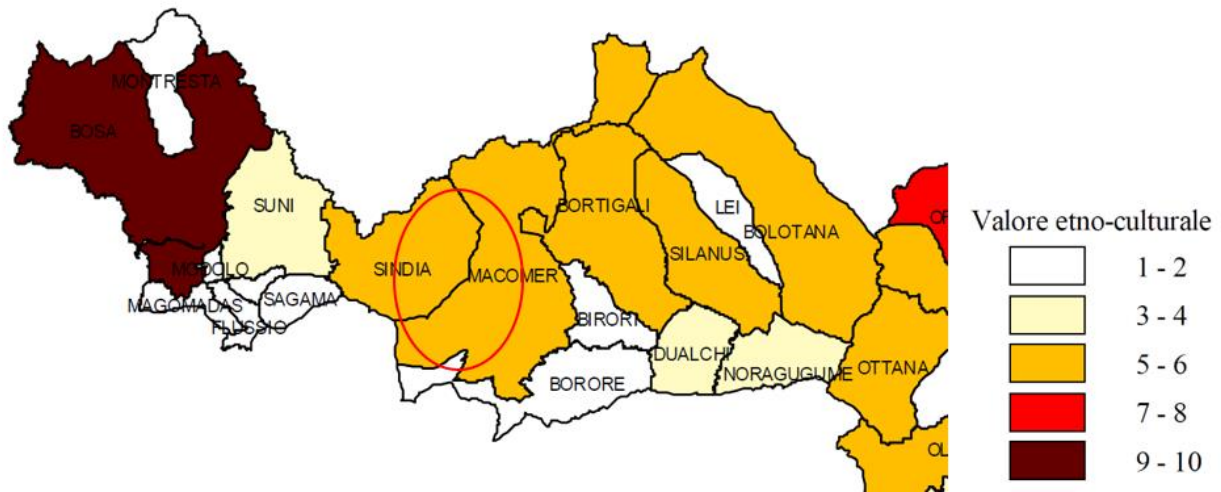 MONTRESTA
BOSA
SUNI
MODOLO
MAGOMADAS
SAGAMA
FLUSSIO
SINDIA
MACOMER
BORTIGALI
LEI
BOLOTANA
SILANUS
BIRORI
BORORE
DUALCHI
NORAGUGUME
OTTANA
OL
Valore etno-culturale
1 - 2
3 - 4
5 - 6
7 - 8
9 - 10